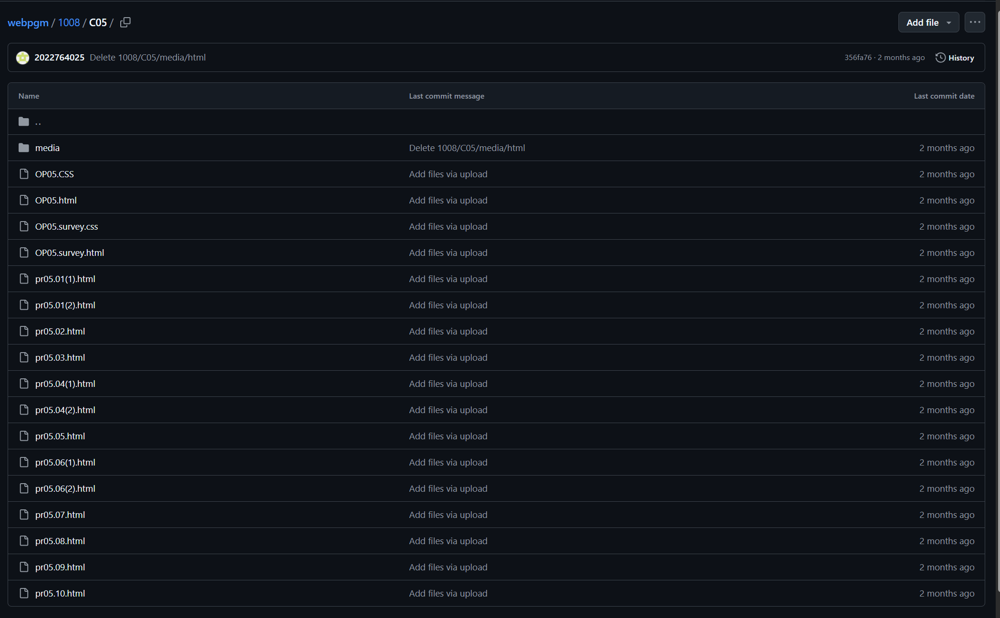 webpgm / 1008 / C05 /
Add file
2022764025 Delete 1008/C05/media/html
356fa76 · 2 months ago
History
Name Last commit message Last commit date
..
media Delete 1008/C05/media/html 2 months ago
OP05.CSS Add files via upload 2 months ago
OP05.html Add files via upload 2 months ago
OP05.survey.css Add files via upload 2 months ago
OP05.survey.html Add files via upload 2 months ago
pr05.01(1).html Add files via upload 2 months ago
pr05.01(2).html Add files via upload 2 months ago
pr05.02.html Add files via upload 2 months ago
pr05.03.html Add files via upload 2 months ago
pr05.04(1).html Add files via upload 2 months ago
pr05.04(2).html Add files via upload 2 months ago
pr05.05.html Add files via upload 2 months ago
pr05.06(1).html Add files via upload 2 months ago
pr05.06(2).html Add files via upload 2 months ago
pr05.07.html Add files via upload 2 months ago
pr05.08.html Add files via upload 2 months ago
pr05.09.html Add files via upload 2 months ago
pr05.10.html Add files via upload 2 months ago